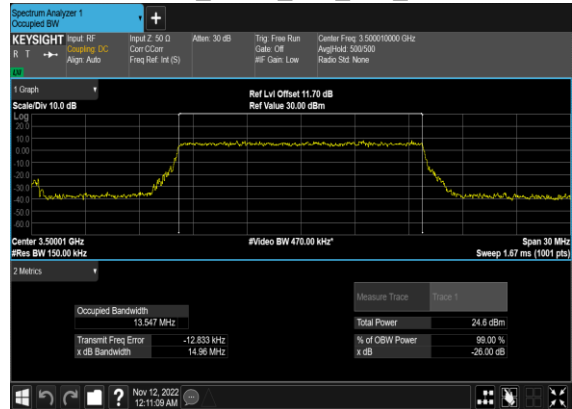 Spectrum Analyzer 1
Occupied BW
+
KEYSIGHT Input: RF Input Z: 50 Ω Atten: 30 dB Trig: Free Run Center Freq: 3.500010000 GHz
R T Coupling: DC Corr CCorr Gate: Off Avg|Hold: 500/500
Align: Auto Freq Ref: Int (S) #IF Gain: Low Radio Std: None
1 Graph
Ref Lvl Offset 11.70 dB
Scale/Div 10.0 dB Ref Value 30.00 dBm
Log
20.0
10.0
0.00
-10.0
-20.0
-30.0
-40.0
-50.0
-60.0
Center 3.50001 GHz #Video BW 470.00 kHz* Span 30 MHz
#Res BW 150.00 kHz Sweep 1.67 ms (1001 pts)
2 Metrics
Measure Trace Trace 1
Occupied Bandwidth
13.547 MHz Total Power 24.6 dBm
Transmit Freq Error -12.833 kHz % of OBW Power 99.00 %
x dB Bandwidth 14.96 MHz x dB -26.00 dB
? Nov 12, 2022
12:11:09 AM